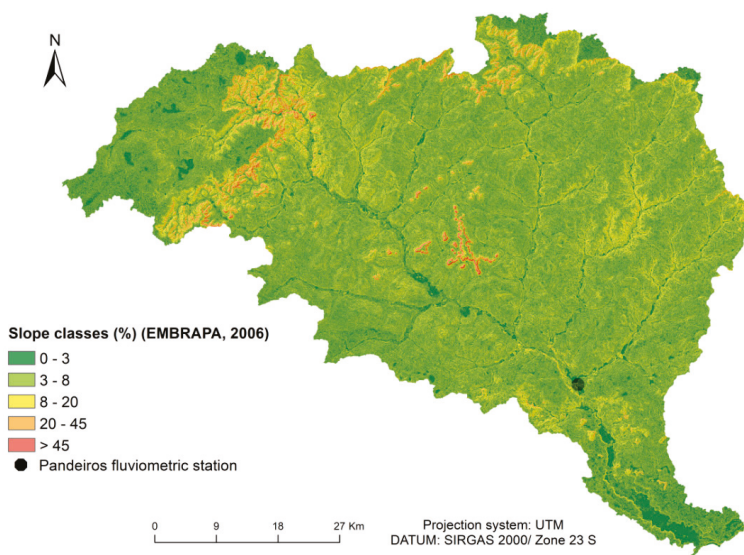 N
Slope classes (%) (EMBRAPA, 2006)
0 - 3
3 - 8
8 - 20
20 - 45
> 45
Pandeiros fluviometric station
0 9 18 27 Km
Projection system: UTM
DATUM: SIRGAS 2000/ Zone 23 S